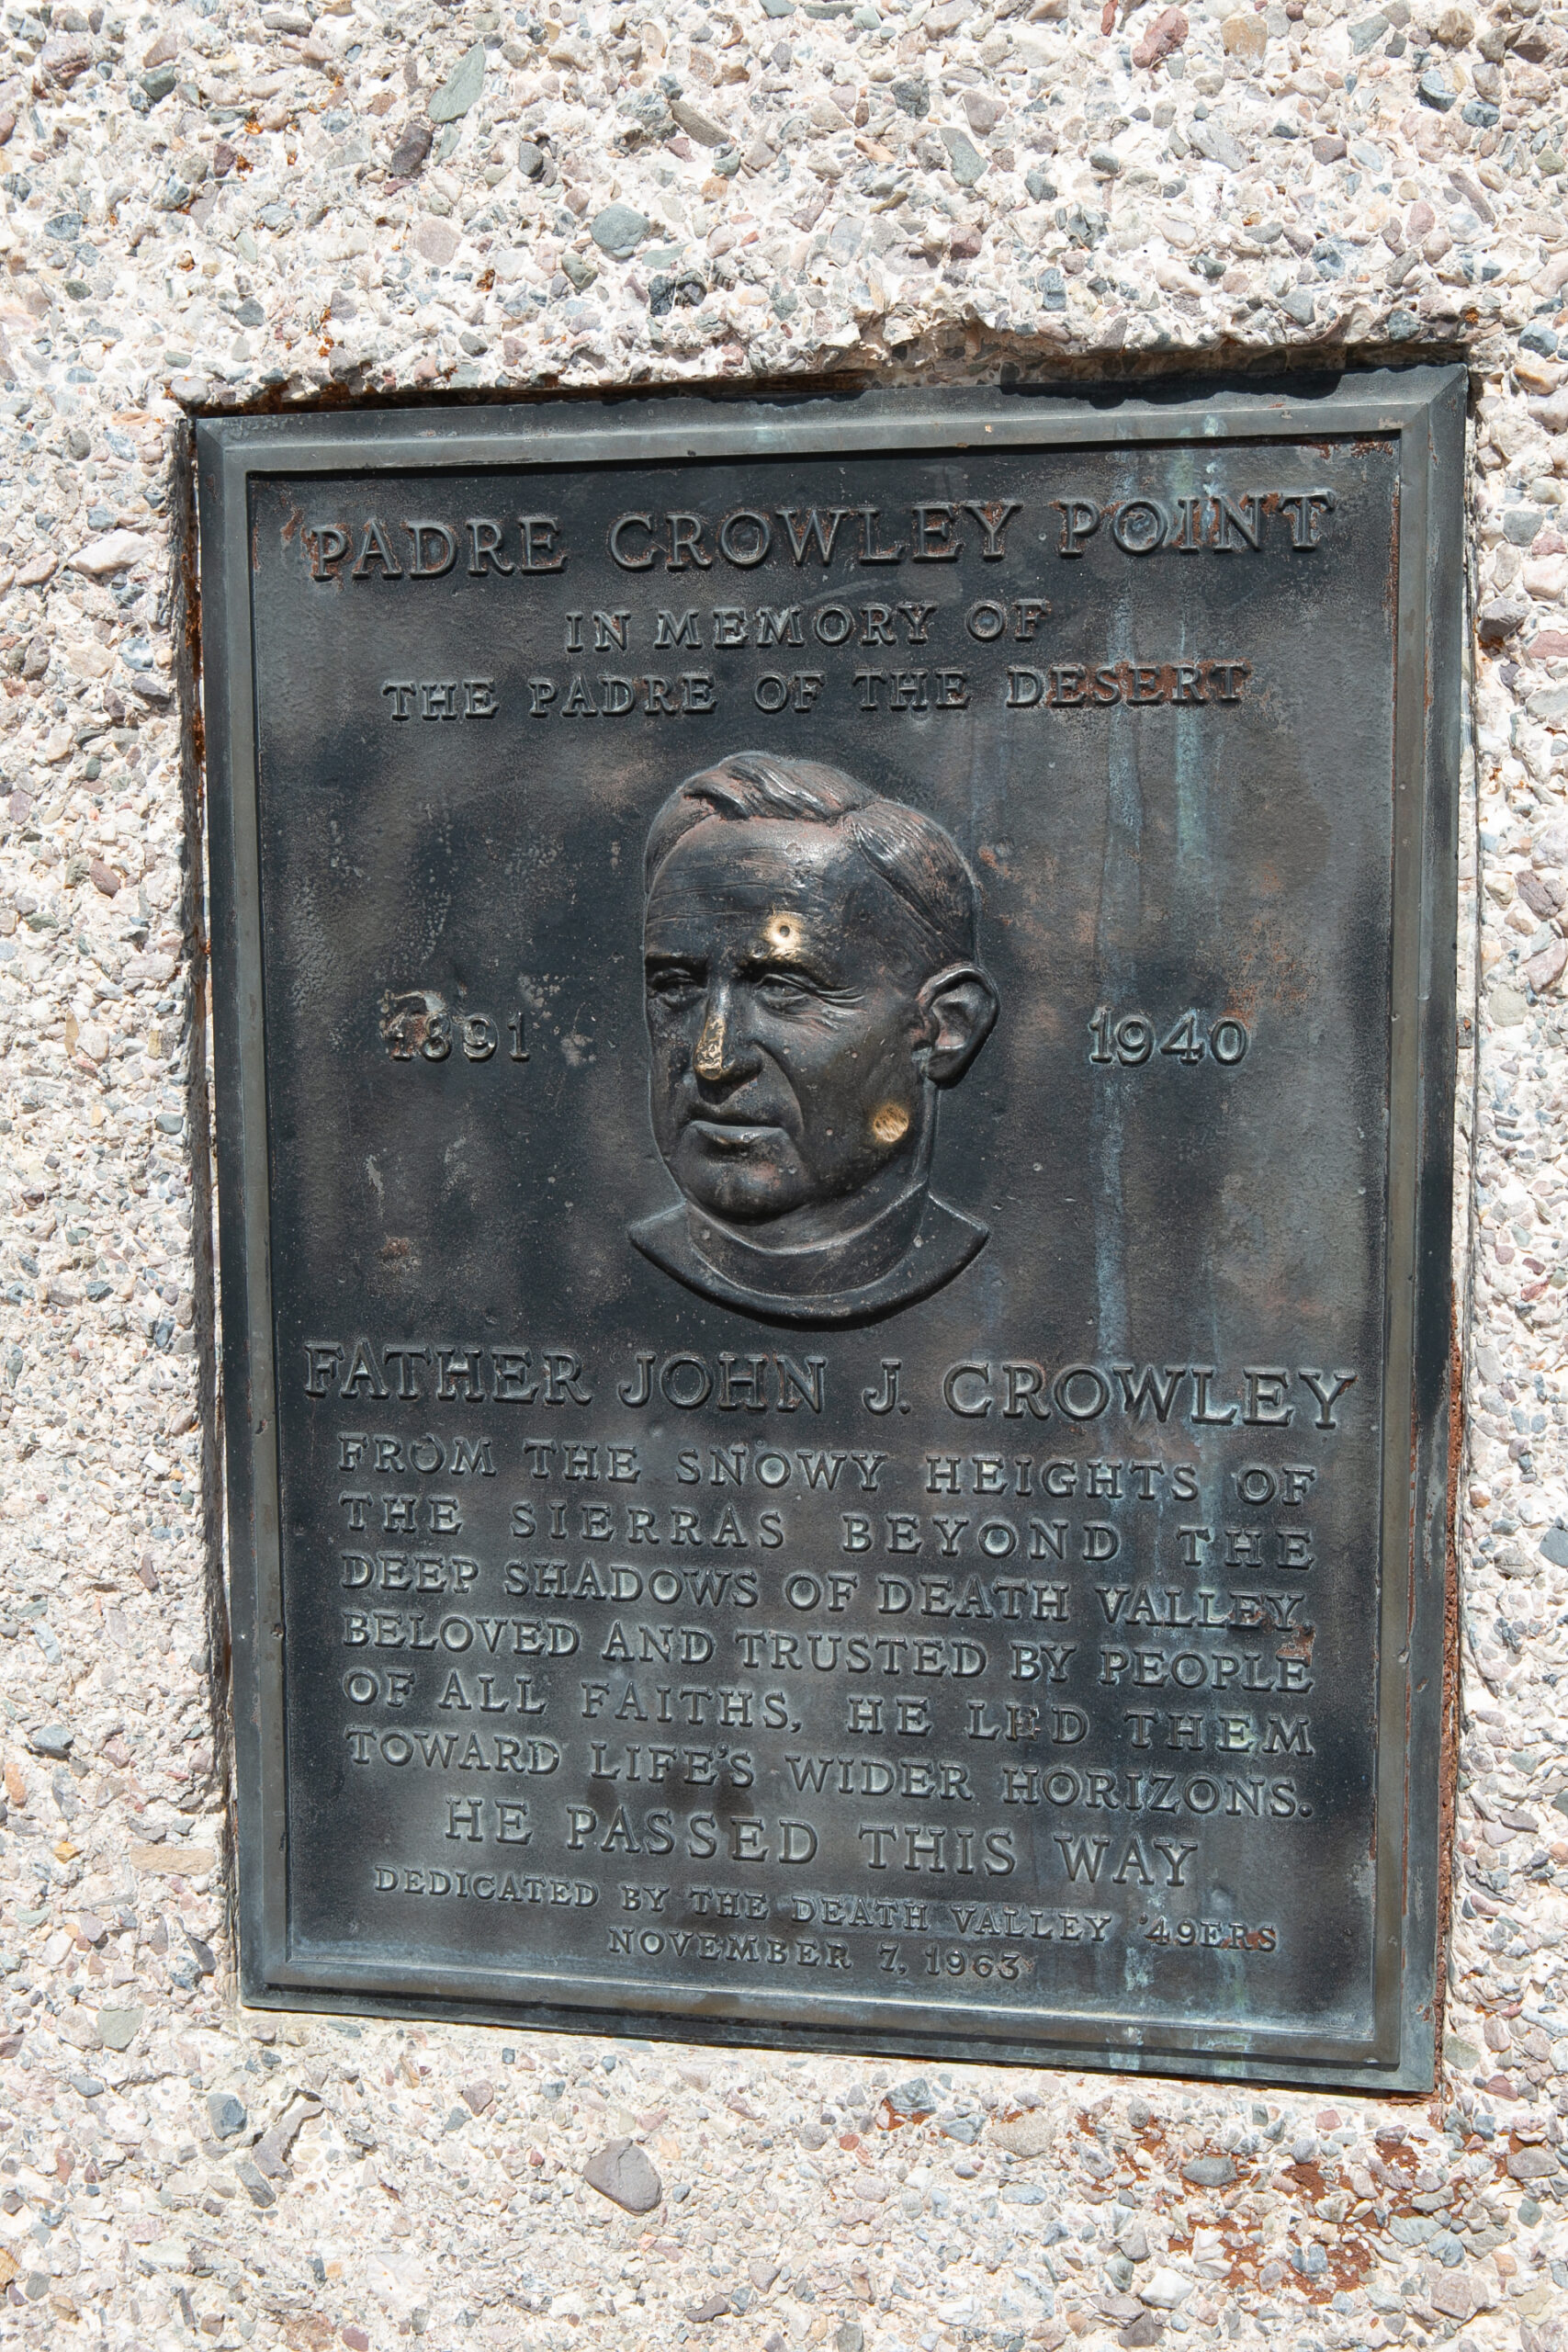 PADRE CROWLEY POINT
IN MEMORY OF
THE PADRE OF THE DESERT
1891 1940
FATHER JOHN J. CROWLEY
FROM THE SNOWY HEIGHTS OF
THE SIERRAS BEYOND THE
DEEP SHADOWS OF DEATH VALLEY,
BELOVED AND TRUSTED BY PEOPLE
OF ALL FAITHS, HE LED THEM
TOWARD LIFE'S WIDER HORIZONS.
HE PASSED THIS WAY
DEDICATED BY THE DEATH VALLEY '49ERS
NOVEMBER 7, 1963